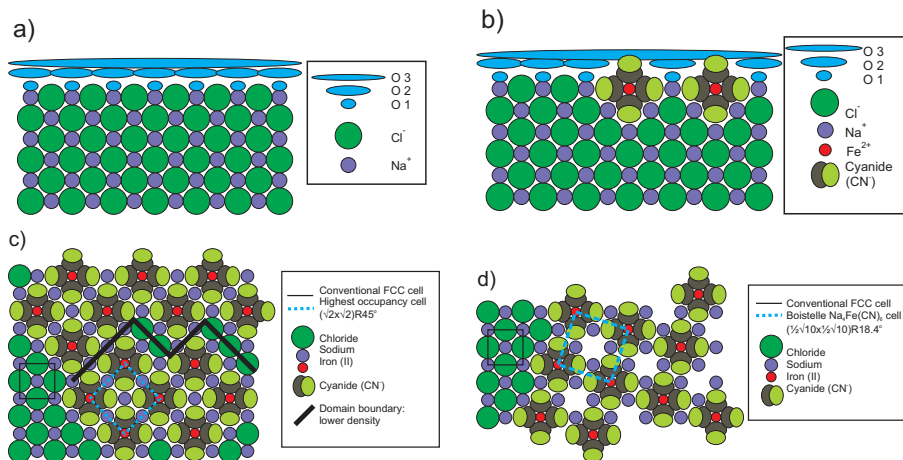 a)
O 3
O 2
O 1
Cl⁻
Na⁺
b)
O 3
O 2
O 1
Cl⁻
Na⁺
Fe²⁺
Cyanide
(CN⁻)
c)
Conventional FCC cell
Highest occupancy cell
(√2x√2)R45°
Chloride
Sodium
Iron (II)
Cyanide (CN⁻)
Domain boundary:
lower density
d)
Conventional FCC cell
Boistelle Na₄Fe(CN)₆ cell
(½√10x½√10)R18.4°
Chloride
Sodium
Iron (II)
Cyanide (CN⁻)